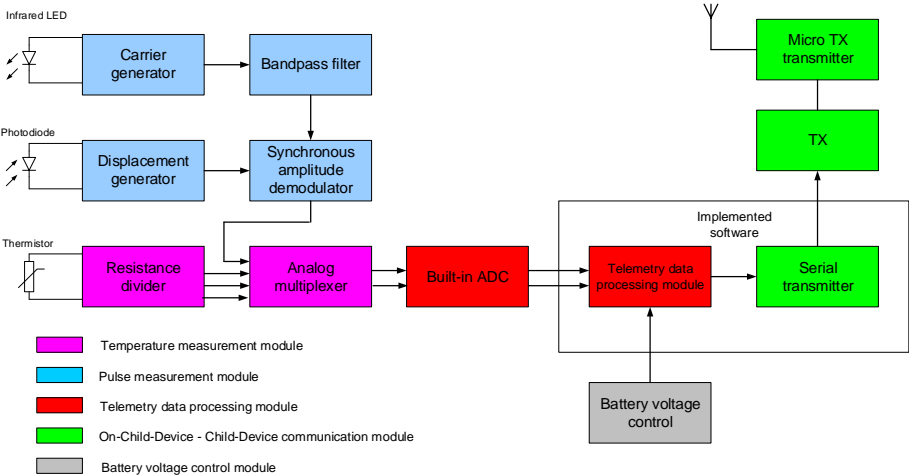 Infrared LED
Carrier
generator
Bandpass filter
Micro TX
transmitter
Photodiode
Displacement
generator
Synchronous
amplitude
demodulator
TX
Implemented
software
Thermistor
Resistance
divider
Analog
multiplexer
Built-in ADC
Telemetry data
processing module
Serial
transmitter
Temperature measurement module
Pulse measurement module
Telemetry data processing module
On-Child-Device - Child-Device communication module
Battery voltage control module
Battery voltage
control